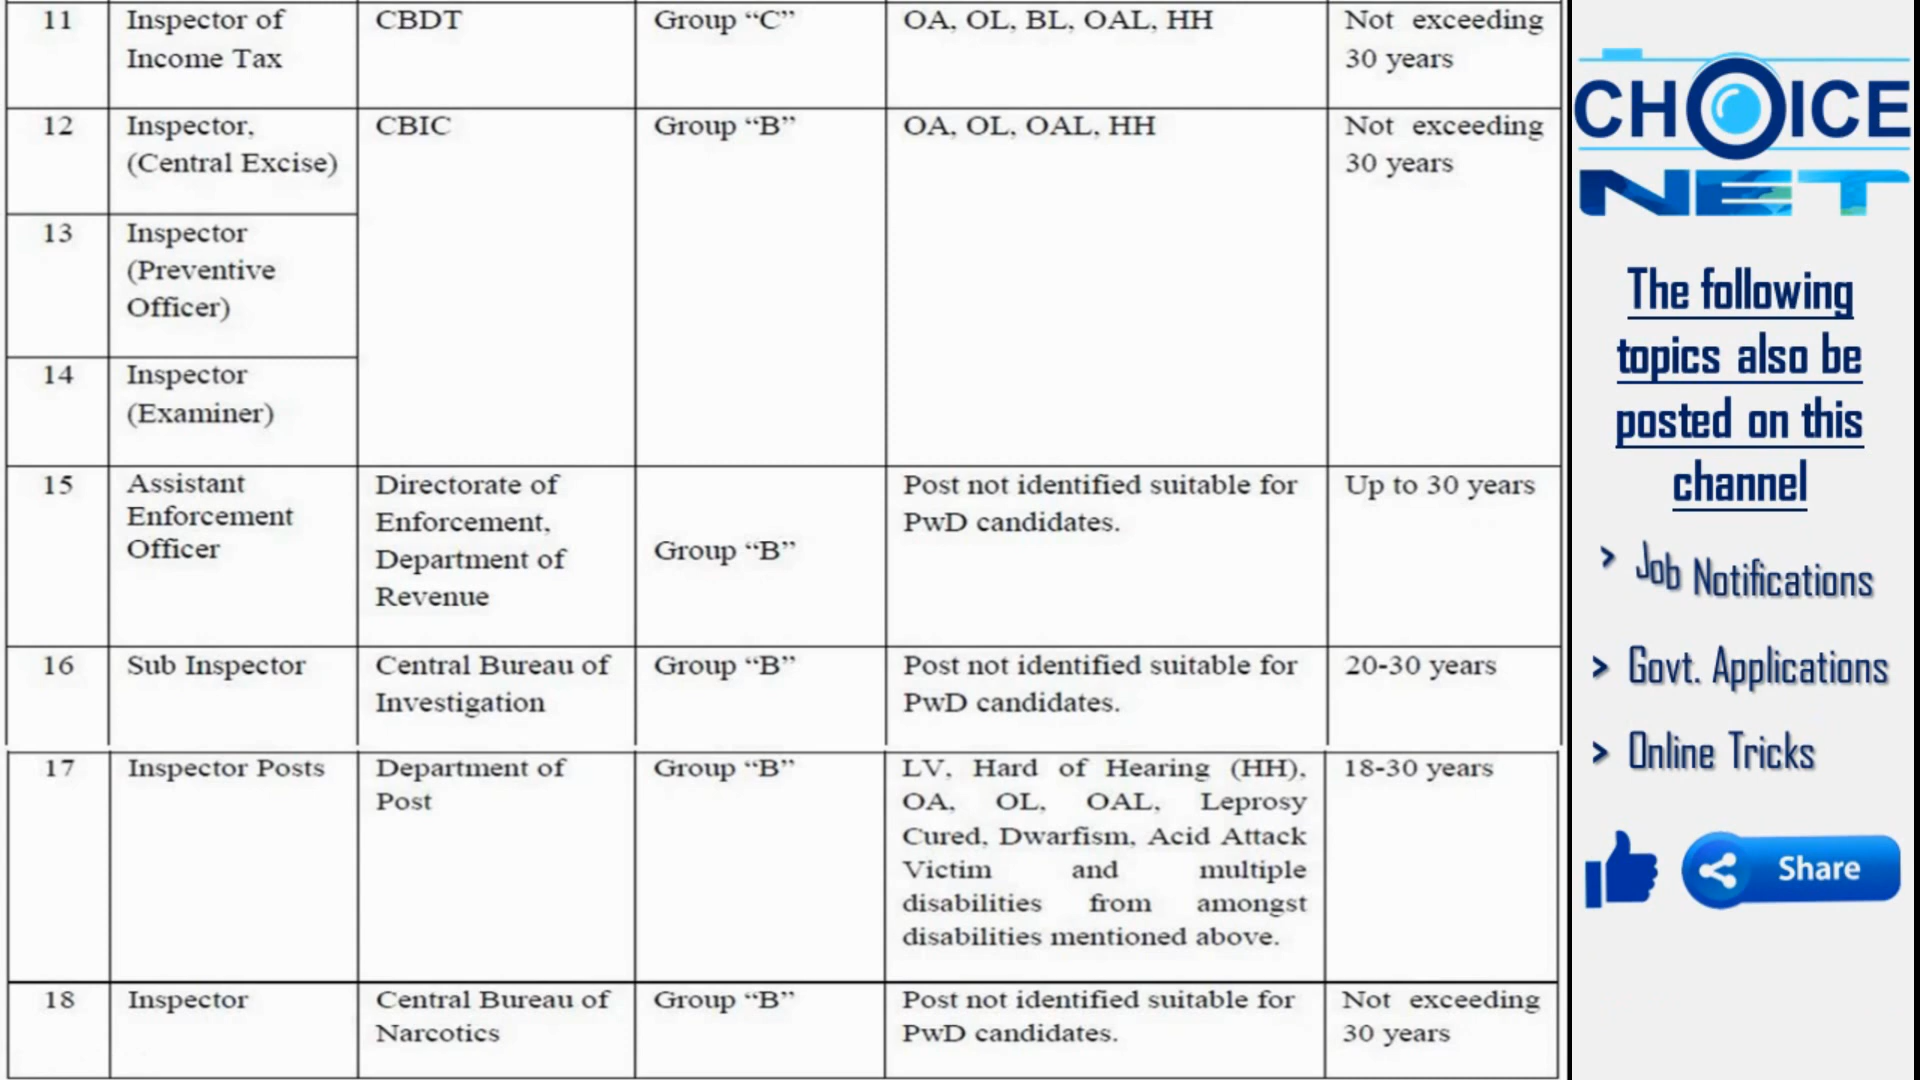 11 Inspector of CBDT Group “C” OA, OL, BL, OAL, HH Not exceeding
Income Tax 30 years
12 Inspector, CBIC Group “B” OA, OL, OAL, HH Not exceeding
(Central Excise) 30 years
13 Inspector
(Preventive
Officer)
14 Inspector
(Examiner)
15 Assistant Directorate of Post not identified suitable for Up to 30 years
Enforcement Enforcement, PwD candidates.
Officer Group “B”
Department of
Revenue
16 Sub Inspector Central Bureau of Group “B” Post not identified suitable for 20-30 years
Investigation PwD candidates.
17 Inspector Posts Department of Group “B” LV, Hard of Hearing (HH), 18-30 years
Post OA, OL, OAL, Leprosy
Cured, Dwarfism, Acid Attack
Victim and multiple
disabilities from amongst
disabilities mentioned above.
18 Inspector Central Bureau of Group “B” Post not identified suitable for Not exceeding
Narcotics PwD candidates. 30 years
CHOICE
NET
The following
topics also be
posted on this
channel
> Job Notifications
> Govt. Applications
> Online Tricks
Share